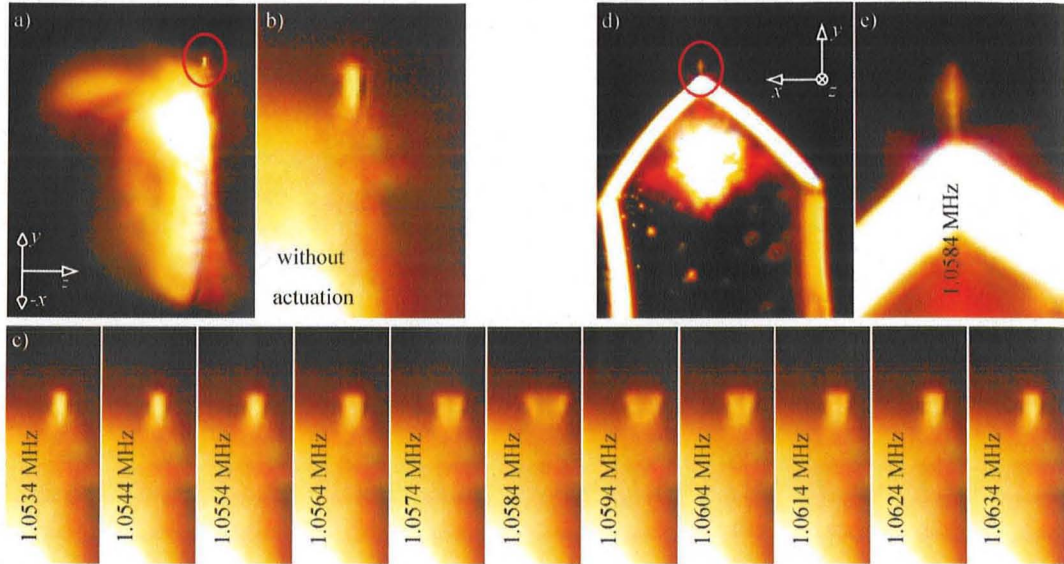 a)
y
z
-x
b)
without
actuation
d)
y
x
z
e)
1.0584 MHz
c)
1.0534 MHz
1.0544 MHz
1.0554 MHz
1.0564 MHz
1.0574 MHz
1.0584 MHz
1.0594 MHz
1.0604 MHz
1.0614 MHz
1.0624 MHz
1.0634 MHz